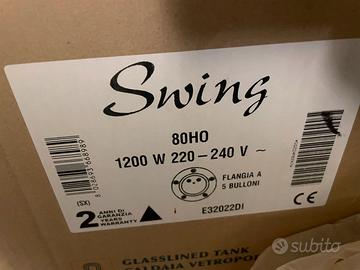 Swing
80HO
1200 W 220-240 V ~
FLANGIA A
5 BULLONI
(SX)
2 ANNI DI
GARANZIA
YEARS
WARRANTY
E32022DI
CE
GLASSLINED TANK
CALDAIA VETROPOR
subito